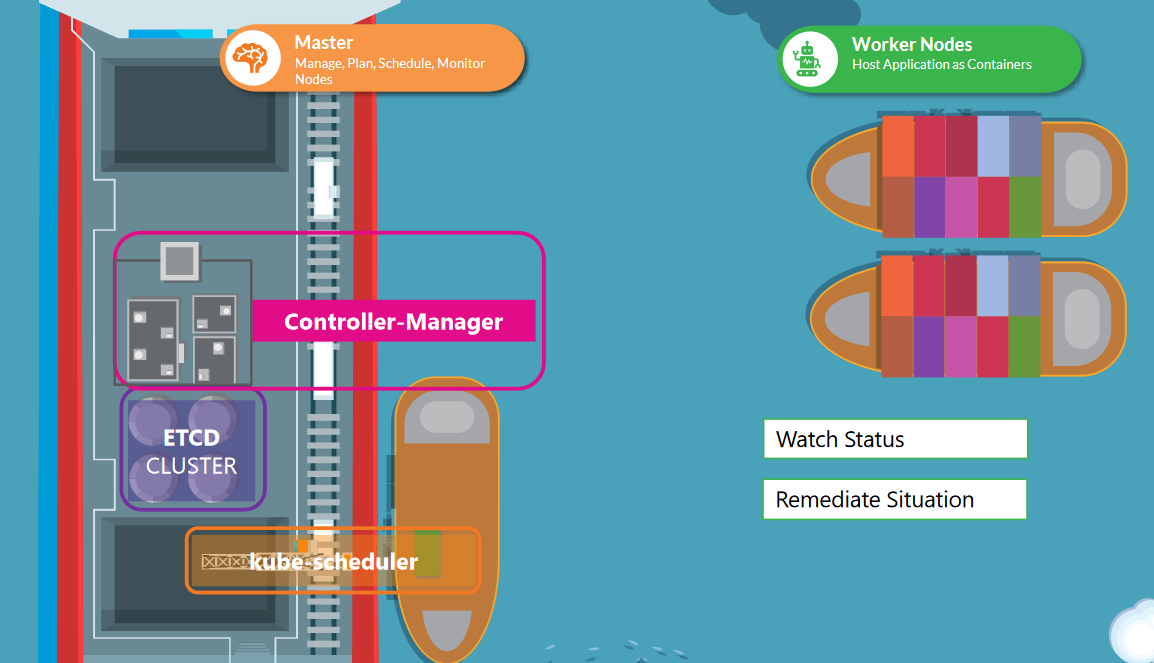 Master
Manage, Plan, Schedule, Monitor
Nodes
Worker Nodes
Host Application as Containers
Controller-Manager
ETCD
CLUSTER
Watch Status
Remediate Situation
kube-scheduler